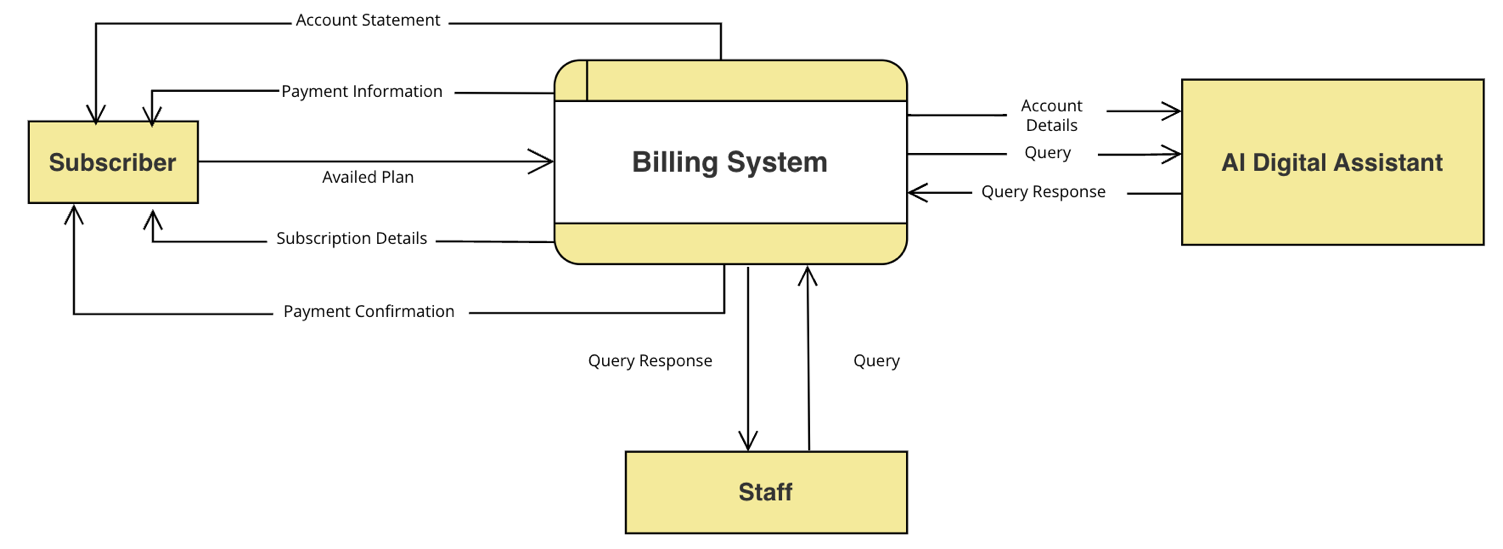 Account Statement
Payment Information
Subscriber
Availed Plan
Subscription Details
Payment Confirmation
Billing System
Account
Details
Query
Query Response
AI Digital Assistant
Query Response
Query
Staff